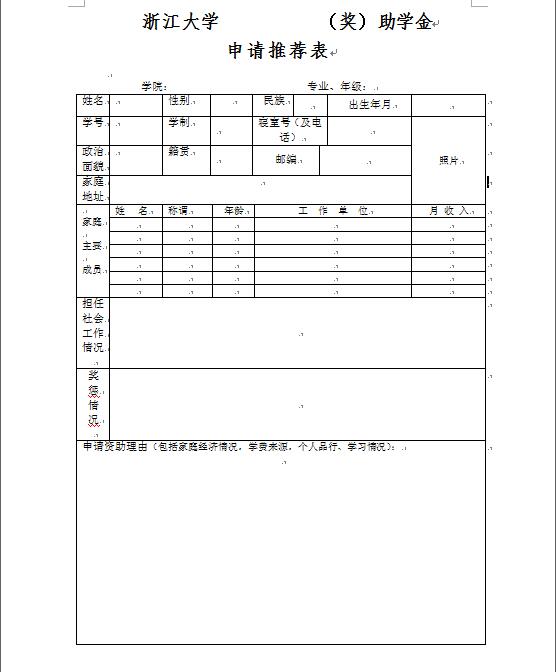 浙江大学 （奖）助学金
申请推荐表
学院： 专业、年级：
姓名 性别 民族 出生年月
学号 学制 寝室号（及电
话） 照片
政治
面貌 籍贯 邮编
家庭
地址
家庭
主要
成员
姓 名 称谓 年龄 工 作 单 位 月 收 入
担任
社会
工作
情况
奖
惩
情
况
申请资助理由（包括家庭经济情况，学费来源，个人品行、学习情况）：